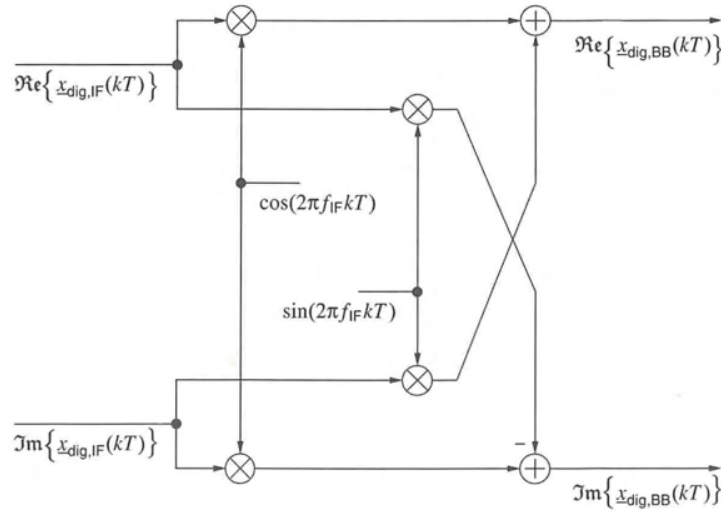 ℜe{x_dig,IF(kT)}
ℜe{x_dig,BB(kT)}
cos(2πf_IF kT)
sin(2πf_IF kT)
ℑm{x_dig,IF(kT)}
−
ℑm{x_dig,BB(kT)}